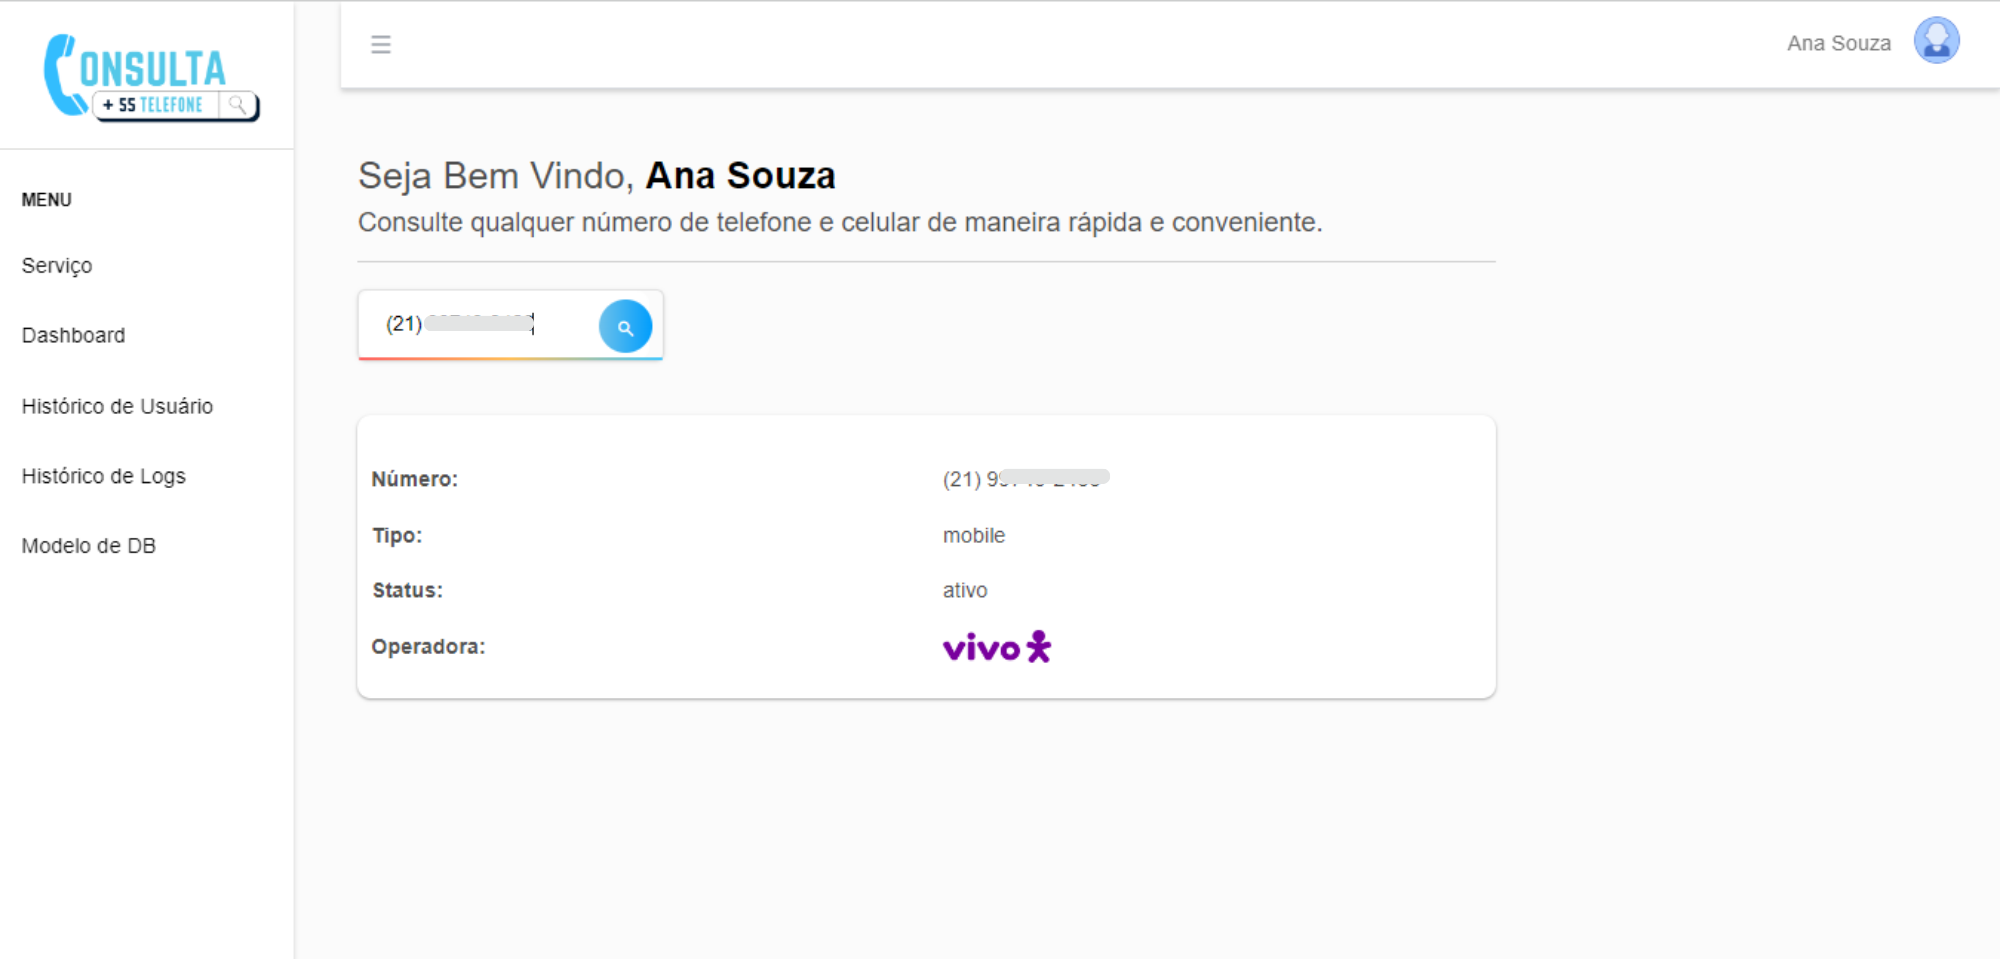 CONSULTA
+ 55 TELEFONE
Ana Souza
MENU
Serviço
Dashboard
Histórico de Usuário
Histórico de Logs
Modelo de DB
Seja Bem Vindo, Ana Souza
Consulte qualquer número de telefone e celular de maneira rápida e conveniente.
(21)
Número: (21) 9
Tipo: mobile
Status: ativo
Operadora: vivo